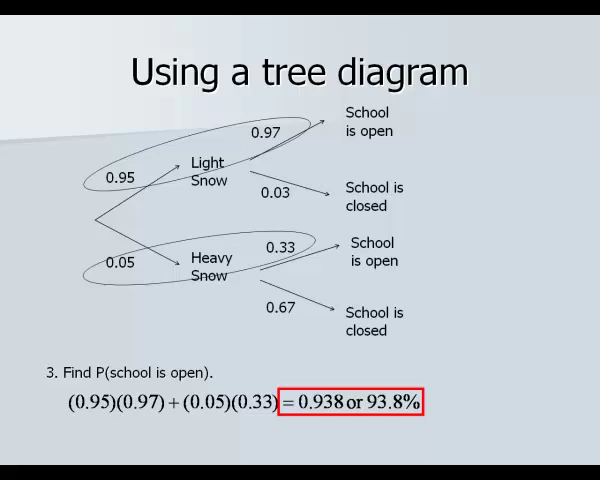 Using a tree diagram
School
is open
0.97
Light
Snow
0.95
0.03
School is
closed
School
is open
0.33
0.05
Heavy
Snow
0.67
School is
closed
3. Find P(school is open).
(0.95)(0.97) + (0.05)(0.33) = 0.938 or 93.8%